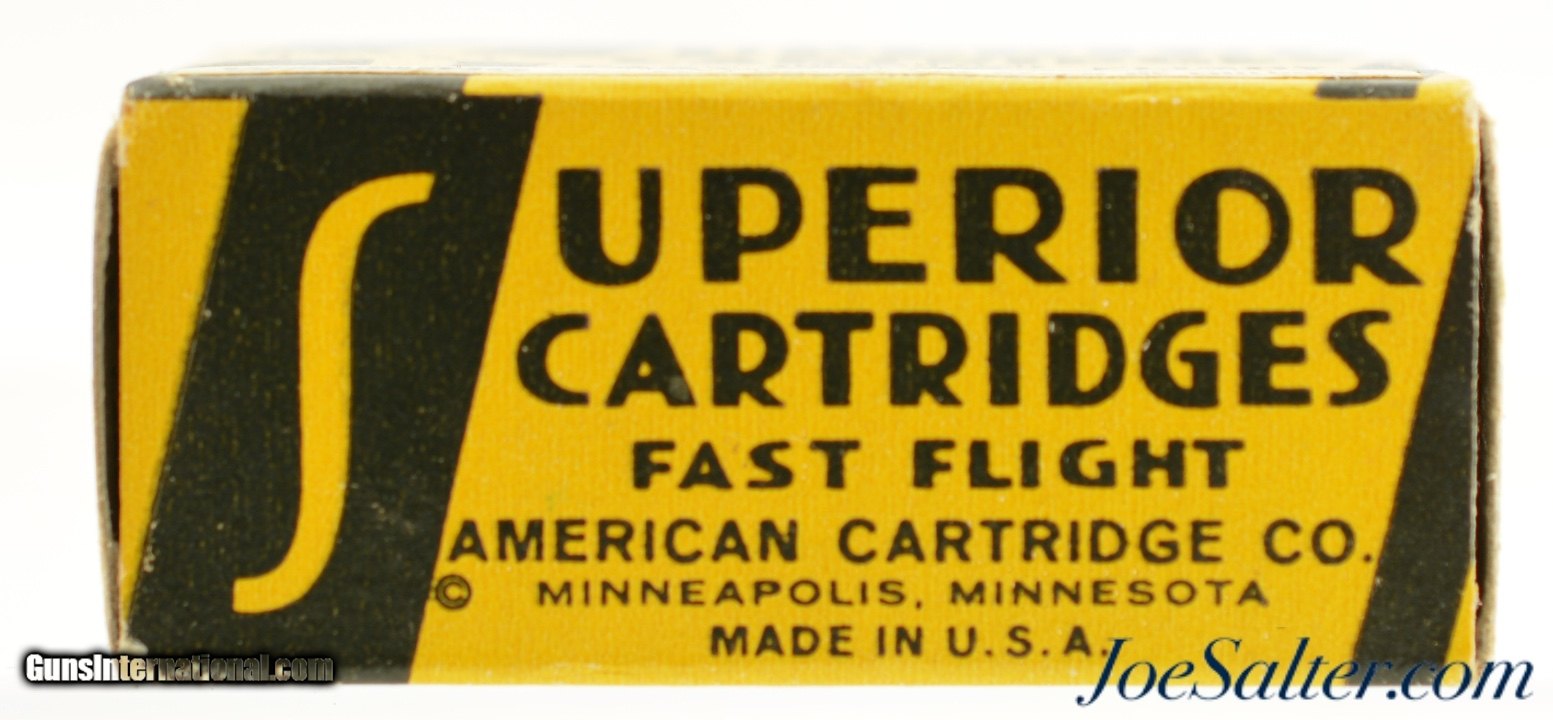 SUPERIOR
CARTRIDGES
FAST FLIGHT
AMERICAN CARTRIDGE CO.
© MINNEAPOLIS, MINNESOTA
MADE IN U.S.A.
GunsInternational.com
JoeSalter.com